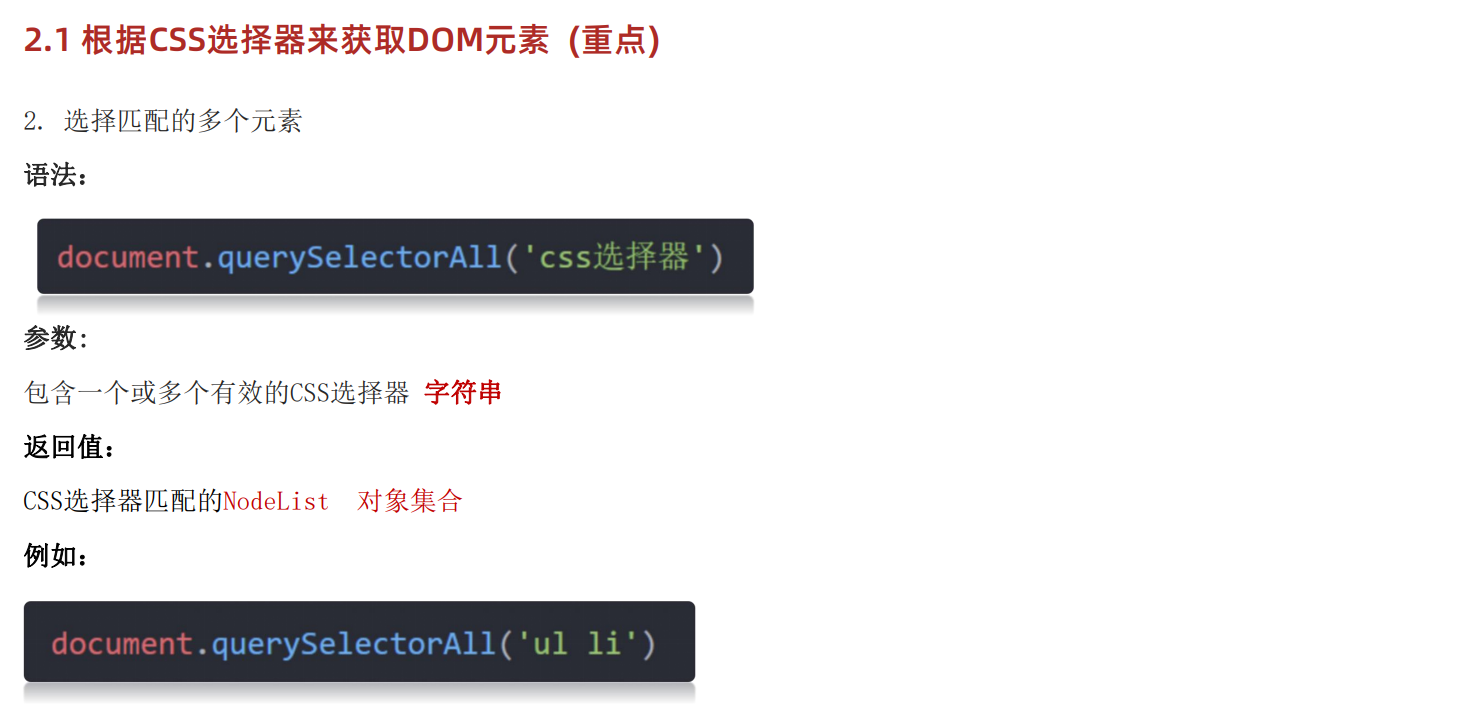 2.1 根据CSS选择器来获取DOM元素 (重点)
2. 选择匹配的多个元素
语法：
document.querySelectorAll('css选择器')
参数：
包含一个或多个有效的CSS选择器 字符串
返回值：
CSS选择器匹配的NodeList 对象集合
例如：
document.querySelectorAll('ul li')